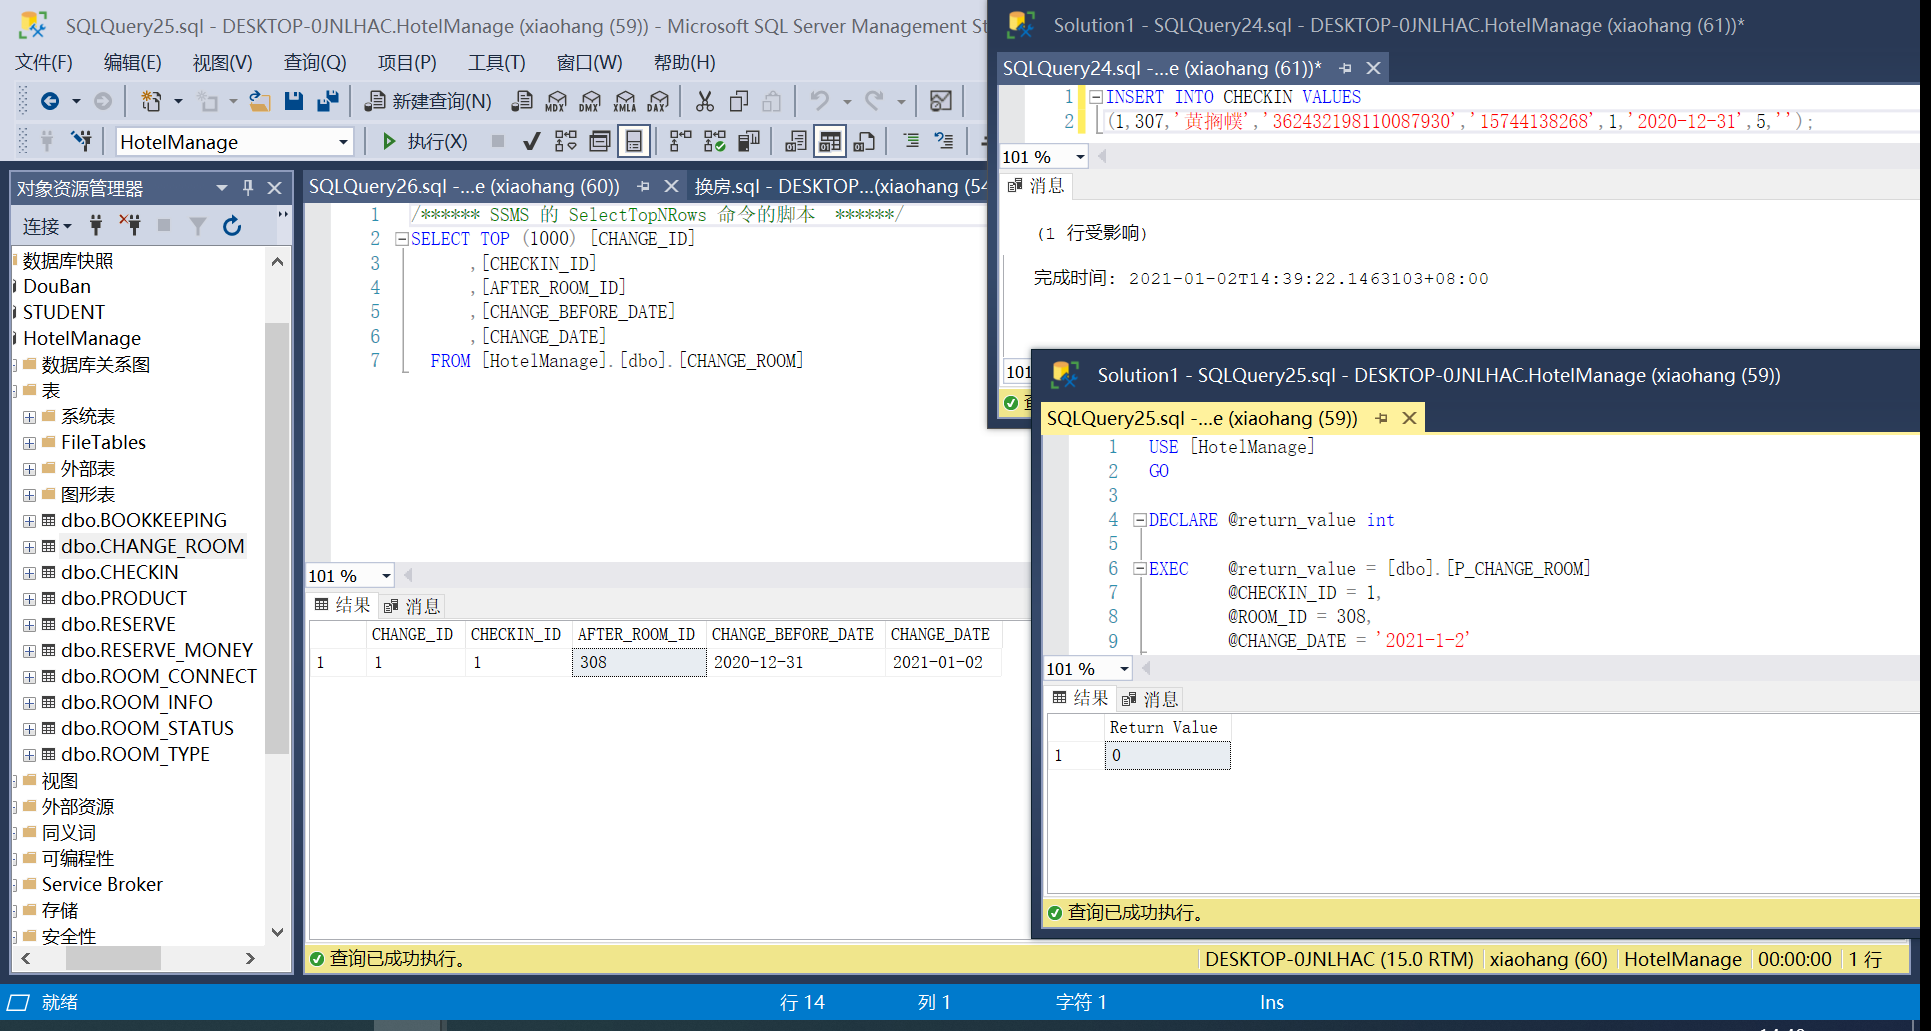 SQLQuery25.sql - DESKTOP-0JNLHAC.HotelManage (xiaohang (59)) - Microsoft SQL Server Management St
文件(F) 编辑(E) 视图(V) 查询(Q) 项目(P) 工具(T) 窗口(W) 帮助(H)
新建查询(N) MDX DMX XMLA DAX
HotelManage 执行(X)
对象资源管理器
连接
数据库快照
DouBan
STUDENT
HotelManage
数据库关系图
表
系统表
FileTables
外部表
图形表
dbo.BOOKKEEPING
dbo.CHANGE_ROOM
dbo.CHECKIN
dbo.PRODUCT
dbo.RESERVE
dbo.RESERVE_MONEY
dbo.ROOM_CONNECT
dbo.ROOM_INFO
dbo.ROOM_STATUS
dbo.ROOM_TYPE
视图
外部资源
同义词
可编程性
Service Broker
存储
安全性
SQLQuery26.sql -...e (xiaohang (60)) 换房.sql - DESKTOP...(xiaohang (54
1 /****** SSMS 的 SelectTopNRows 命令的脚本 ******/
2 SELECT TOP (1000) [CHANGE_ID]
3 ,[CHECKIN_ID]
4 ,[AFTER_ROOM_ID]
5 ,[CHANGE_BEFORE_DATE]
6 ,[CHANGE_DATE]
7 FROM [HotelManage].[dbo].[CHANGE_ROOM]
101 %
结果 消息
CHANGE_ID CHECKIN_ID AFTER_ROOM_ID CHANGE_BEFORE_DATE CHANGE_DATE
1 1 1 308 2020-12-31 2021-01-02
查询已成功执行。 DESKTOP-0JNLHAC (15.0 RTM) xiaohang (60) HotelManage 00:00:00 1 行
Solution1 - SQLQuery24.sql - DESKTOP-0JNLHAC.HotelManage (xiaohang (61))*
SQLQuery24.sql -...e (xiaohang (61))*
1 INSERT INTO CHECKIN VALUES
2 (1,307,'黄搁幞','362432198110087930','15744138268',1,'2020-12-31',5,'');
101 %
消息
(1 行受影响)
完成时间: 2021-01-02T14:39:22.1463103+08:00
101
Solution1 - SQLQuery25.sql - DESKTOP-0JNLHAC.HotelManage (xiaohang (59))
SQLQuery25.sql -...e (xiaohang (59))
1 USE [HotelManage]
2 GO
3
4 DECLARE @return_value int
5
6 EXEC @return_value = [dbo].[P_CHANGE_ROOM]
7 @CHECKIN_ID = 1,
8 @ROOM_ID = 308,
9 @CHANGE_DATE = '2021-1-2'
101 %
结果 消息
Return Value
1 0
查询已成功执行。
就绪 行 14 列 1 字符 1 Ins